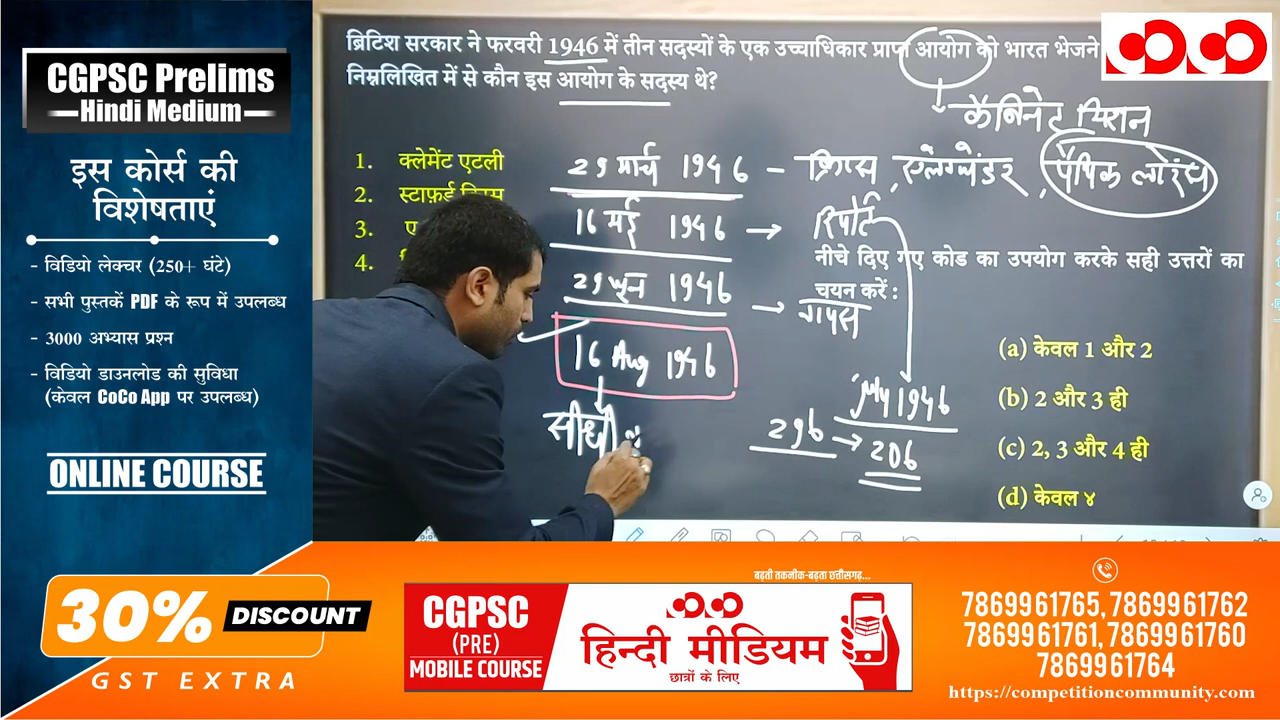 CGPSC Prelims
Hindi Medium
इस कोर्स की
विशेषताएं
- विडियो लेक्चर (250+ घंटे)
- सभी पुस्तकें PDF के रूप में उपलब्ध
- 3000 अभ्यास प्रश्न
- विडियो डाउनलोड की सुविधा
(केवल CoCo App पर उपलब्ध)
ONLINE COURSE
ब्रिटिश सरकार ने फरवरी 1946 में तीन सदस्यों के एक उच्चाधिकार प्राप्त आयोग को भारत भेजने
निम्नलिखित में से कौन इस आयोग के सदस्य थे?
कैबिनेट मिशन
1. क्लेमेंट एटली
2. स्टाफ़र्ड
3.
4.
29 मार्च 1946 - क्रिप्स, एलेग्जेंडर, पैथिक लॉरेंस
16 मई 1946 → रिपोर्ट
29 जून 1946 → वापस
16 Aug 1946
सीधी
नीचे दिए गए कोड का उपयोग करके सही उत्तरों का
चयन करें :
July 1946
296 → 206
(a) केवल 1 और 2
(b) 2 और 3 ही
(c) 2, 3 और 4 ही
(d) केवल ४
30% DISCOUNT
GST EXTRA
बढ़ती तकनीक-बढ़ता छत्तीसगढ़...
CGPSC
(PRE)
MOBILE COURSE
हिन्दी मीडियम
छात्रों के लिए
7869961765, 7869961762
7869961761, 7869961760
7869961764
https://competitioncommunity.com